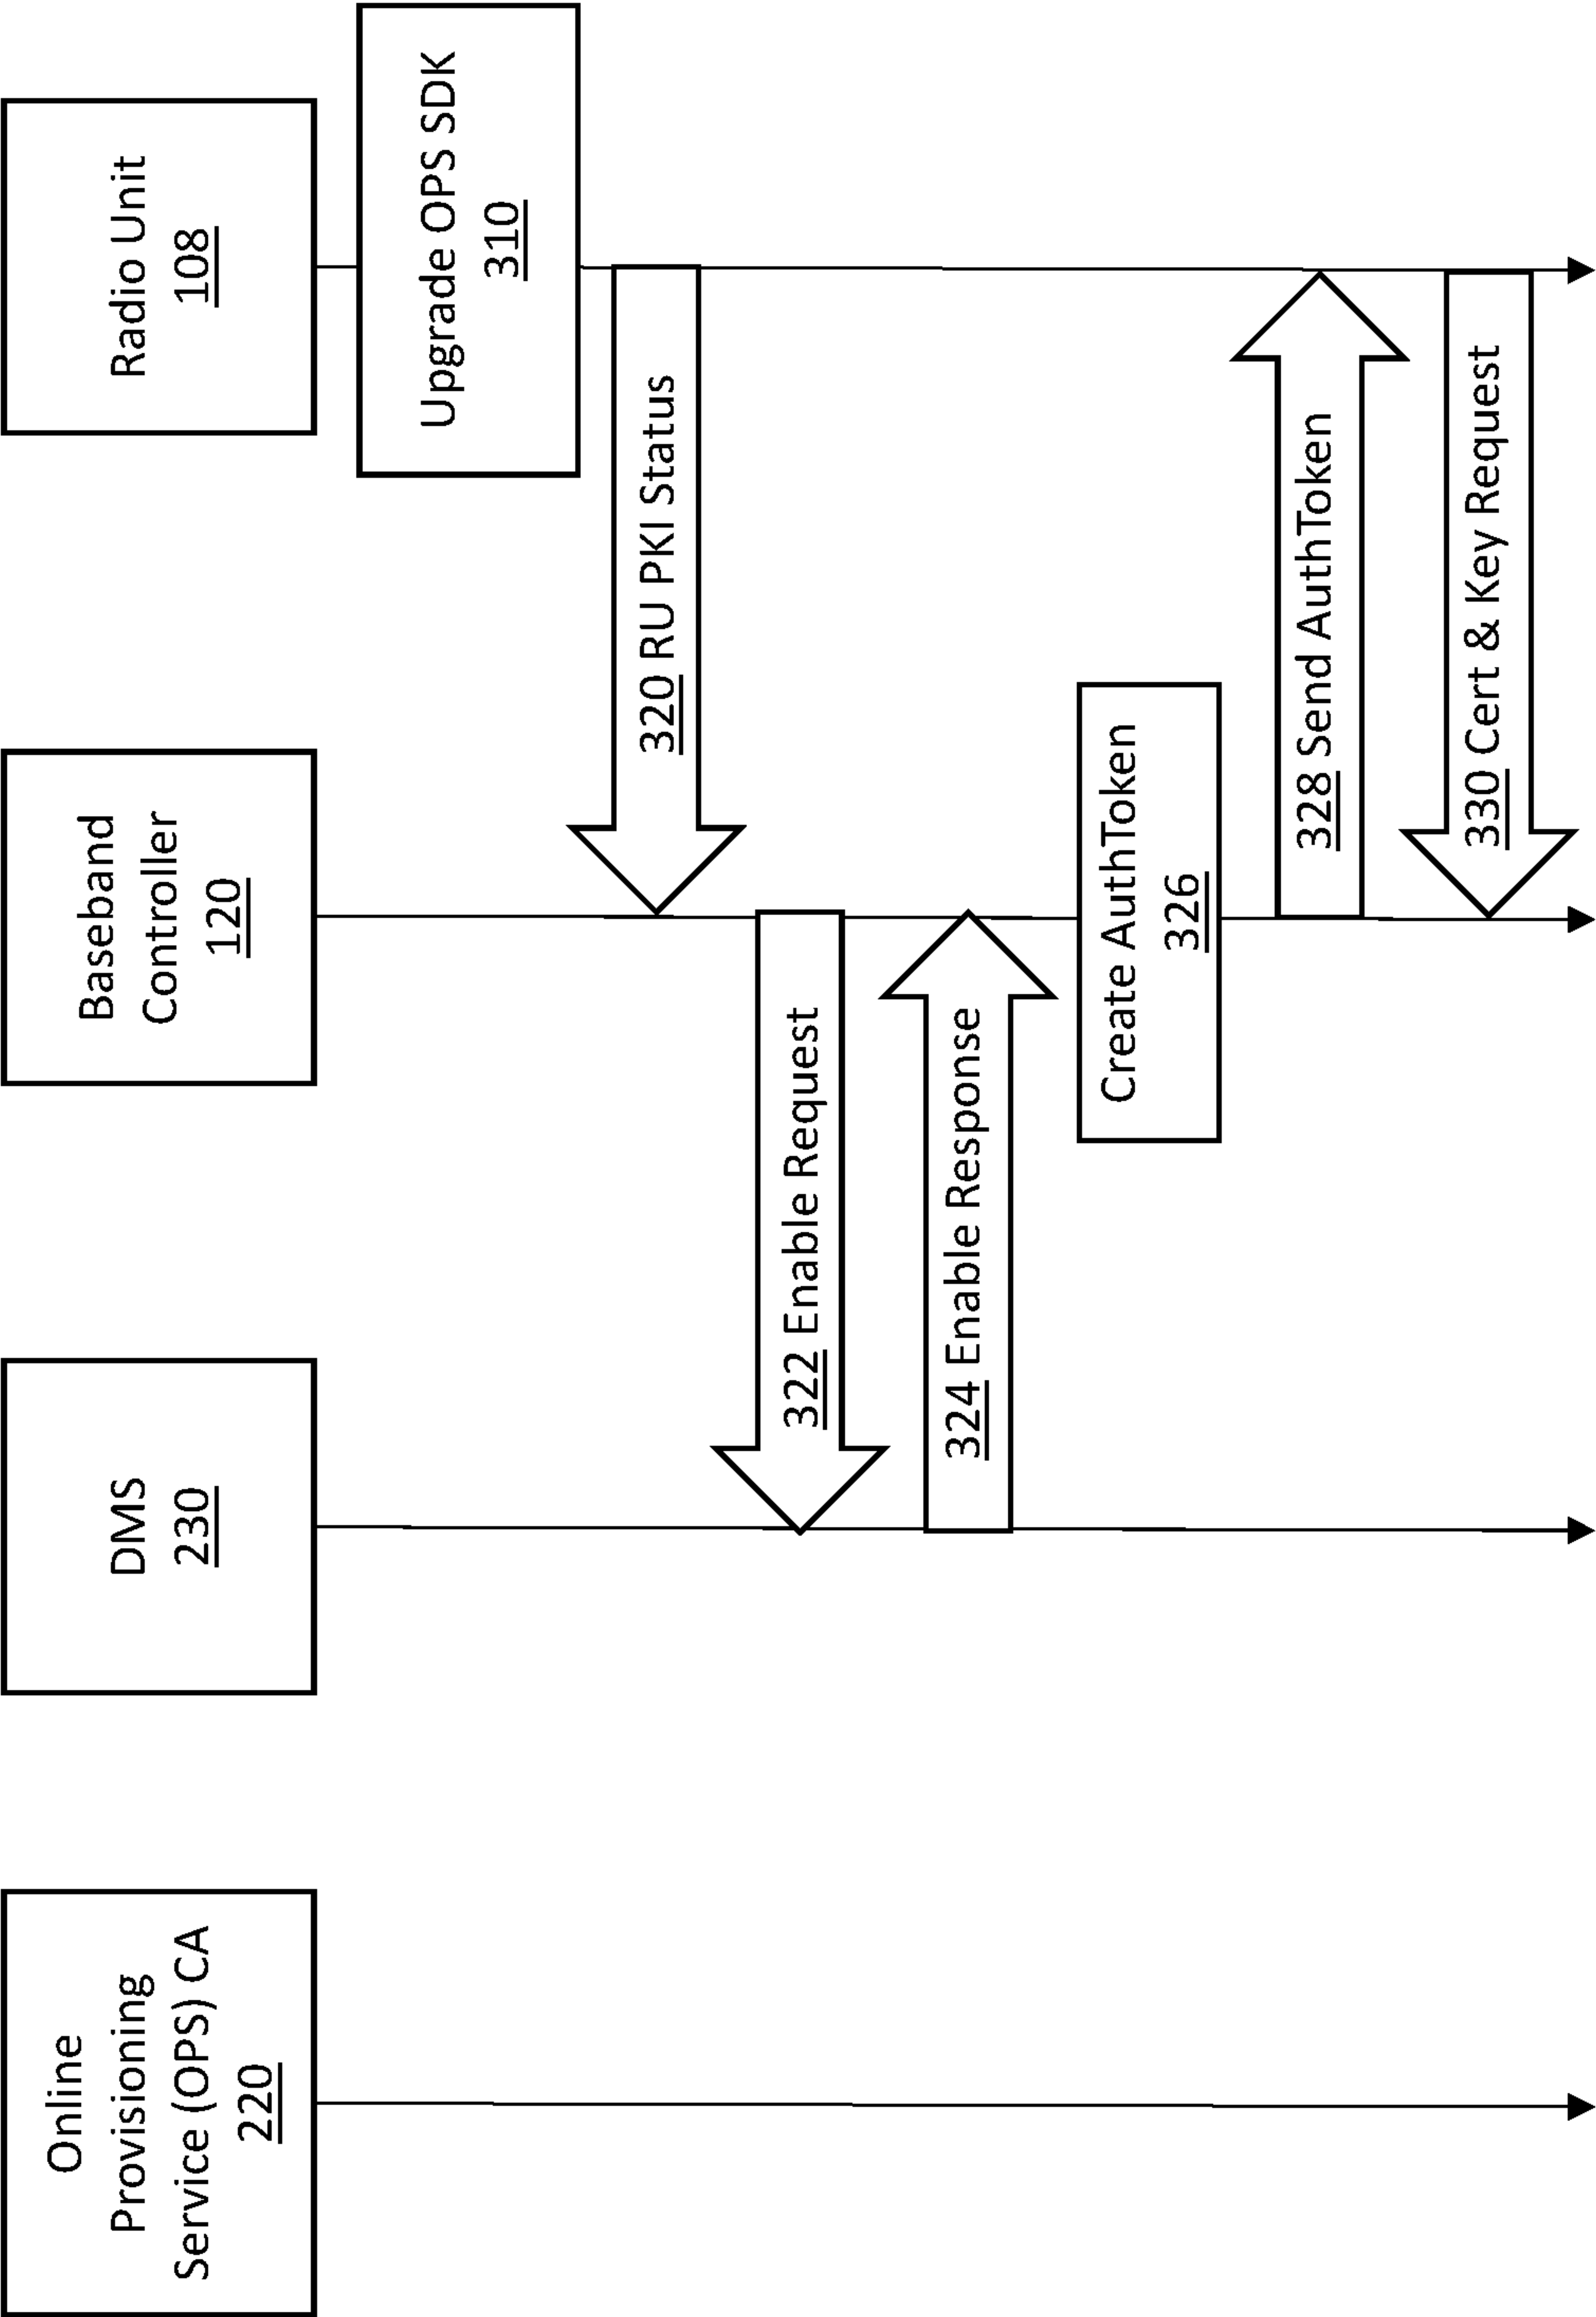 Online
Provisioning
Service (OPS) CA
220
DMS
230
Baseband
Controller
120
Radio Unit
108
Upgrade OPS SDK
310
320 RU PKI Status
322 Enable Request
324 Enable Response
Create AuthToken
326
328 Send AuthToken
330 Cert & Key Request